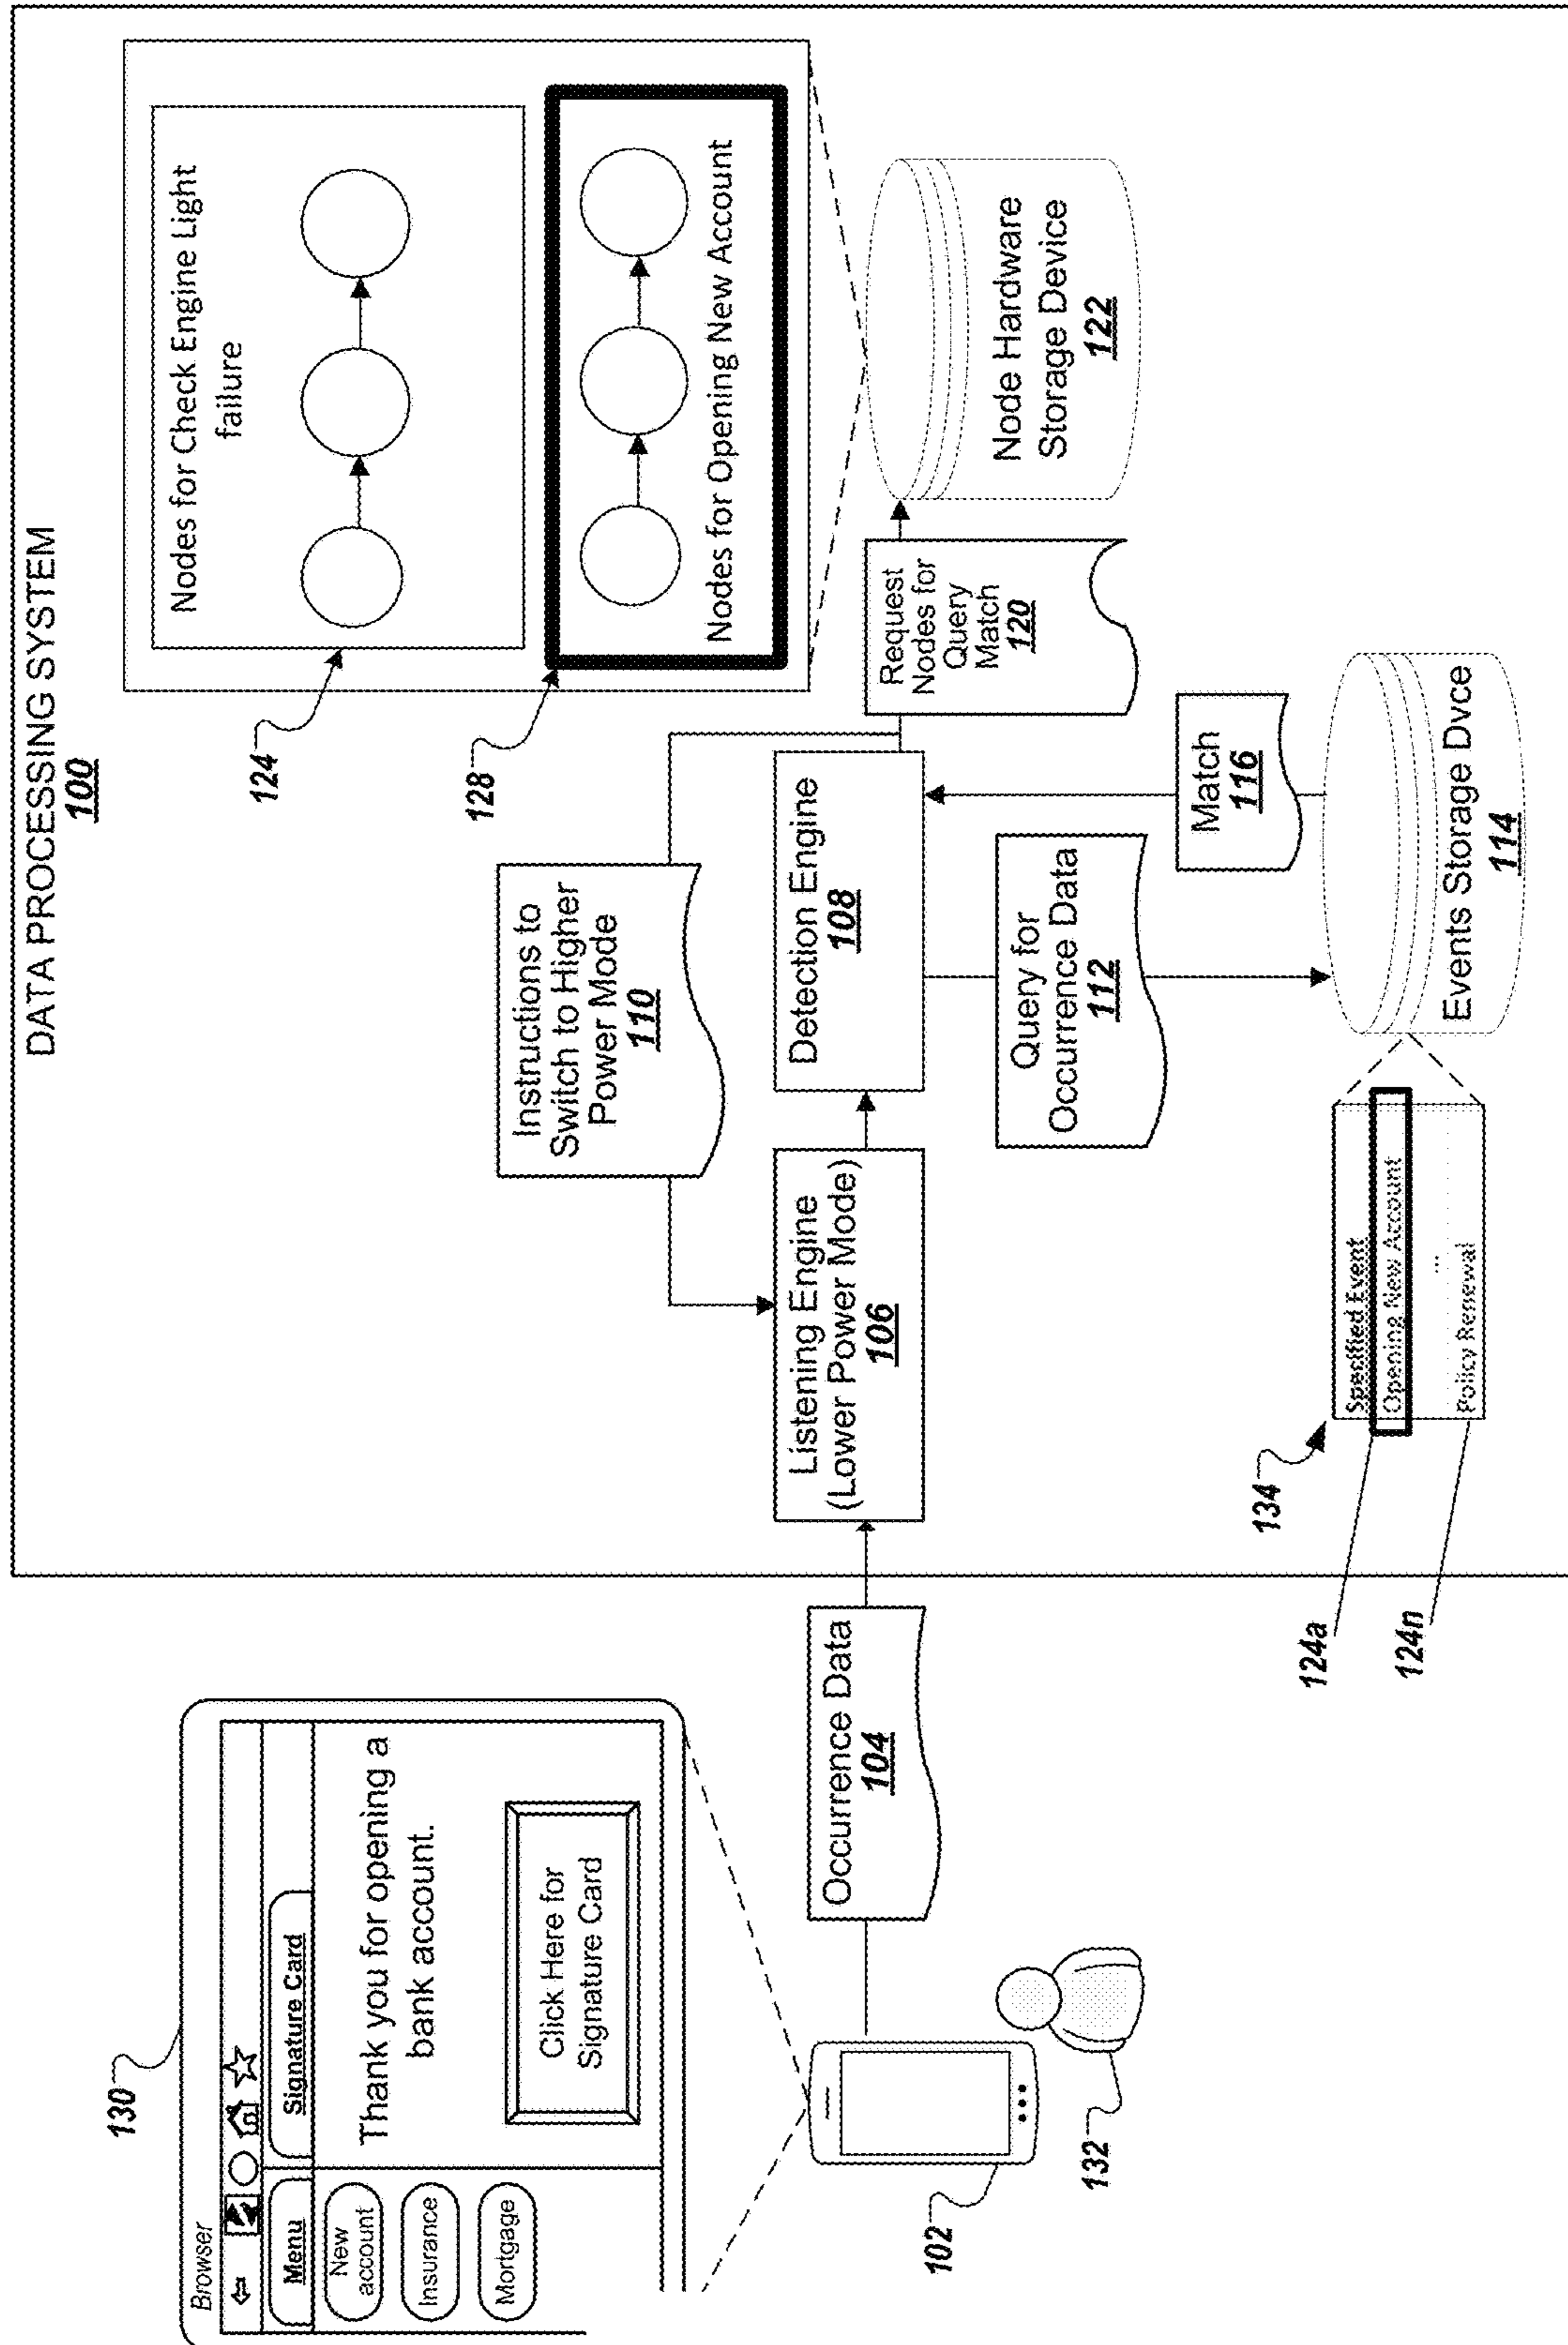 DATA PROCESSING SYSTEM
100
130
Browser
Menu
Signature Card
New
account
Insurance
Mortgage
Thank you for opening a
bank account.
Click Here for
Signature Card
102
132
Occurrence Data
104
Listening Engine
(Lower Power Mode)
106
Instructions to
Switch to Higher
Power Mode
110
Detection Engine
108
Query for
Occurrence Data
112
Match
116
Events Storage Dvce
114
134
Specified Event
Opening New Account
...
Policy Renewal
124a
124n
Request
Nodes for
Query
Match
120
Node Hardware
Storage Device
122
124
Nodes for Check Engine Light
failure
128
Nodes for Opening New Account